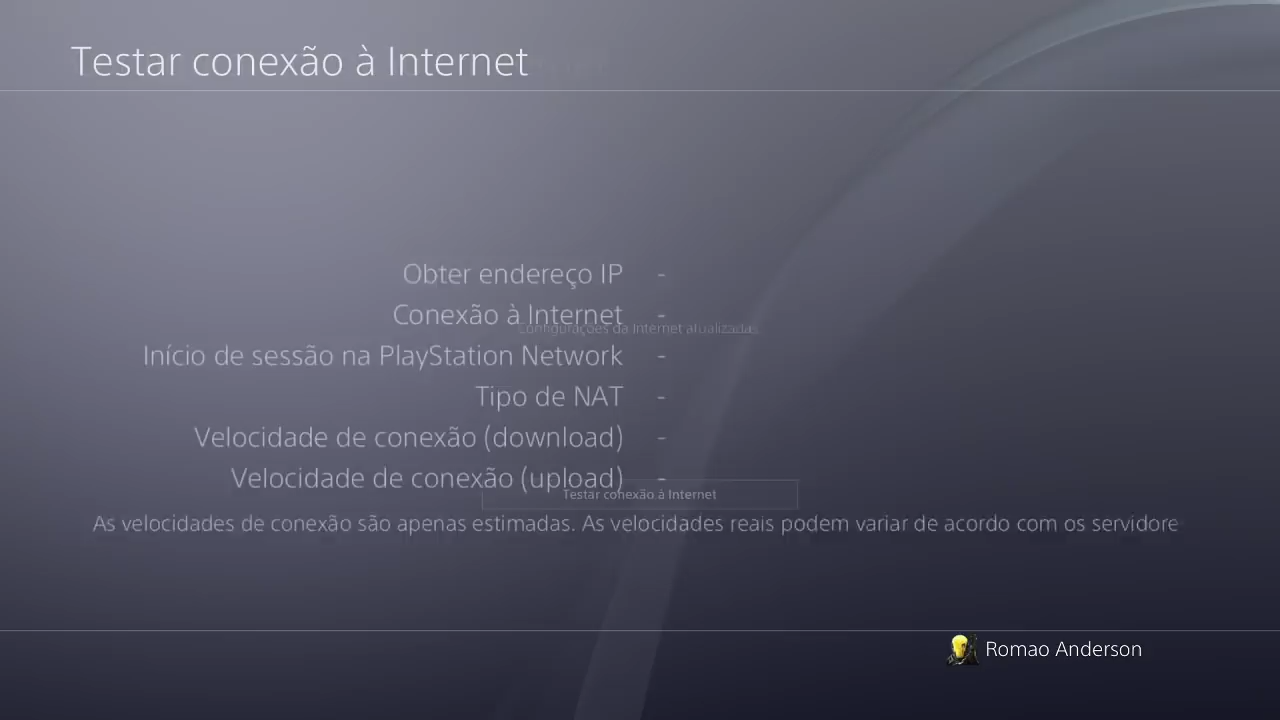 Testar conexão à Internet
Obter endereço IP -
Conexão à Internet -
Configurações da Internet atualizadas.
Início de sessão na PlayStation Network -
Tipo de NAT -
Velocidade de conexão (download) -
Velocidade de conexão (upload) -
Testar conexão à Internet
As velocidades de conexão são apenas estimadas. As velocidades reais podem variar de acordo com os servidore
Romao Anderson